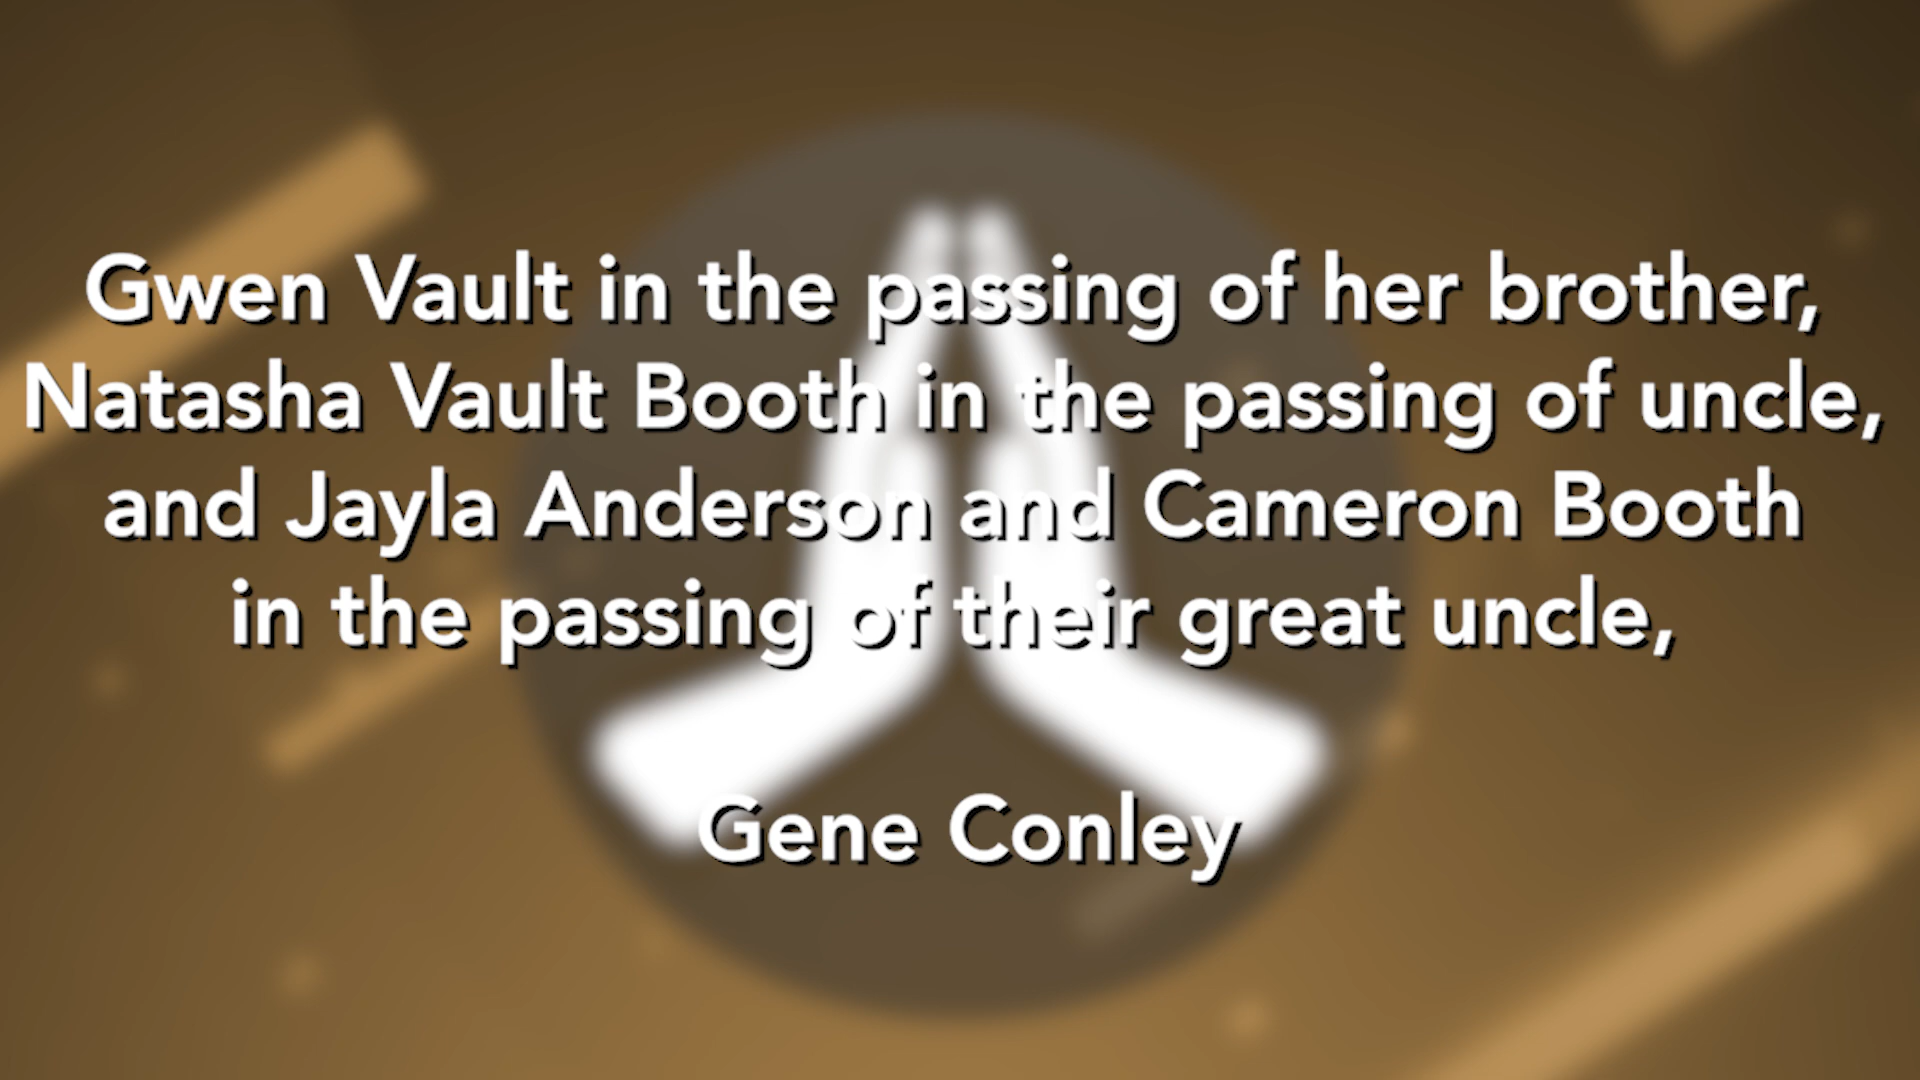 Gwen Vault in the passing of her brother,
Natasha Vault Booth in the passing of uncle,
and Jayla Anderson and Cameron Booth
in the passing of their great uncle,
Gene Conley